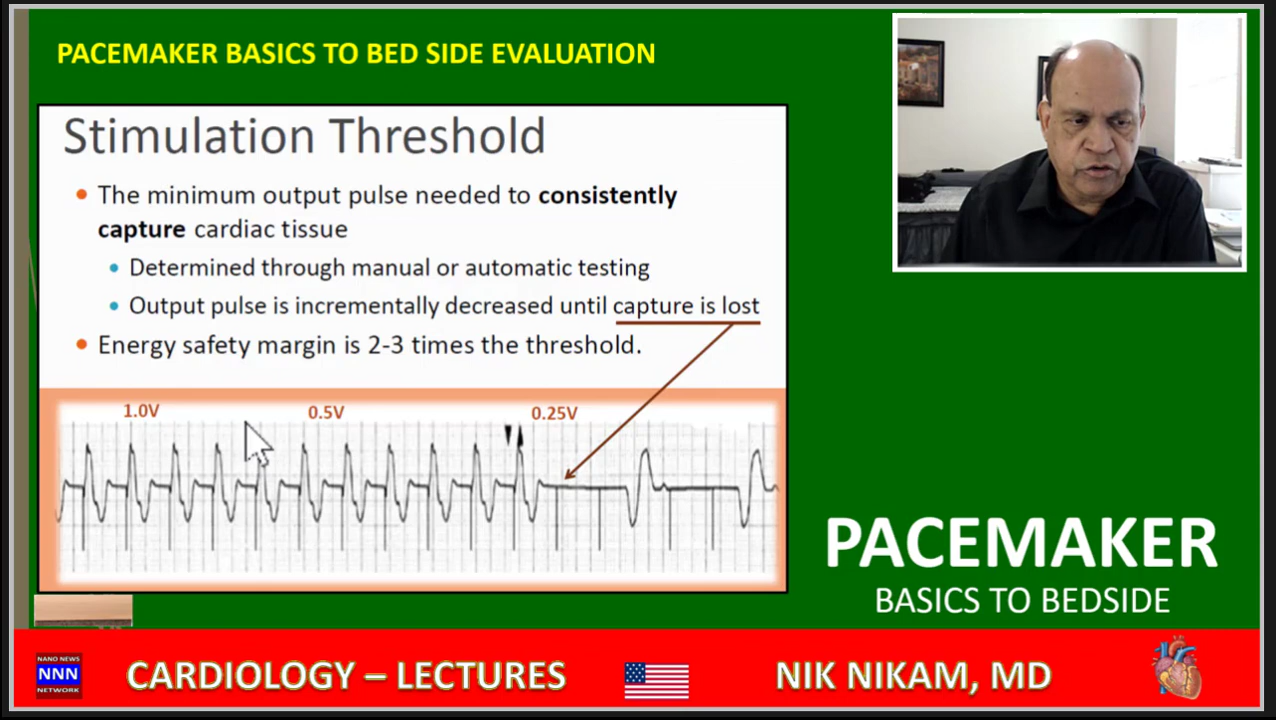 PACEMAKER BASICS TO BED SIDE EVALUATION
Stimulation Threshold
• The minimum output pulse needed to consistently
capture cardiac tissue
• Determined through manual or automatic testing
• Output pulse is incrementally decreased until capture is lost
• Energy safety margin is 2-3 times the threshold.
1.0V 0.5V 0.25V
PACEMAKER
BASICS TO BEDSIDE
NANO NEWS
NNN
NETWORK
CARDIOLOGY – LECTURES
NIK NIKAM, MD